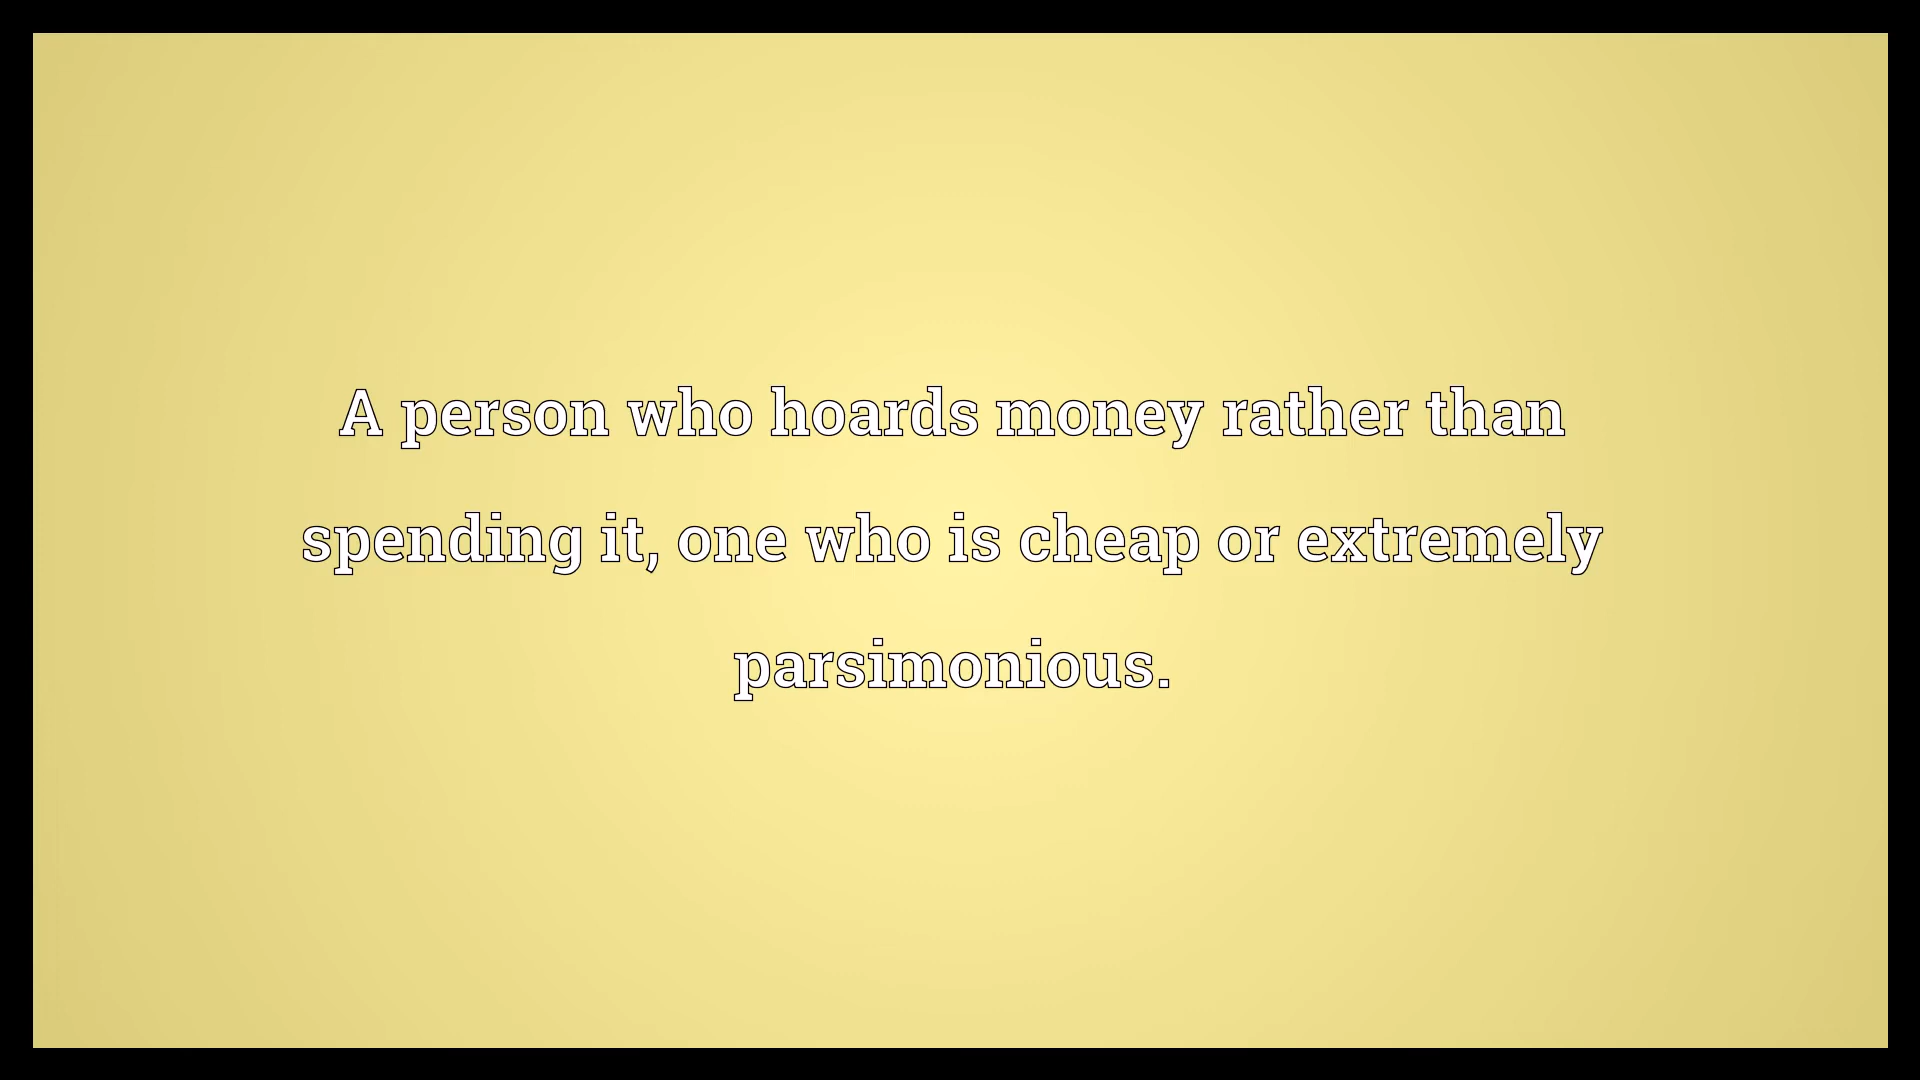 A person who hoards money rather than
spending it, one who is cheap or extremely
parsimonious.